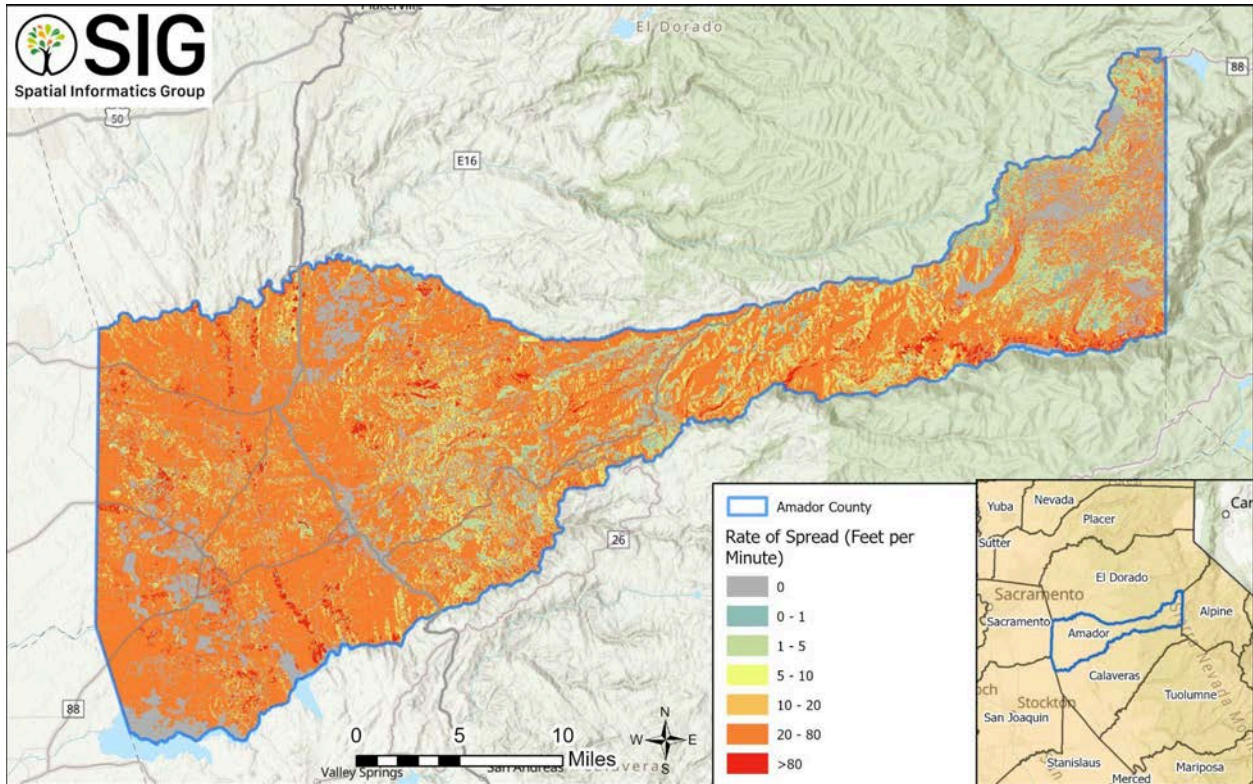 Placerville
El Dorado
SIG
Spatial Informatics Group
50
88
E16
26
88
Valley Springs
San Andreas
0 5 10
Miles
N
W E
S
Amador County
Rate of Spread (Feet per
Minute)
0
0 - 1
1 - 5
5 - 10
10 - 20
20 - 80
>80
Yuba
Nevada
Placer
Sutter
Car
El Dorado
Sacramento
Sacramento
Amador
Alpine
Calaveras
och
Stockton
Tuolumne
San Joaquin
Stanislaus
Merced
Mariposa